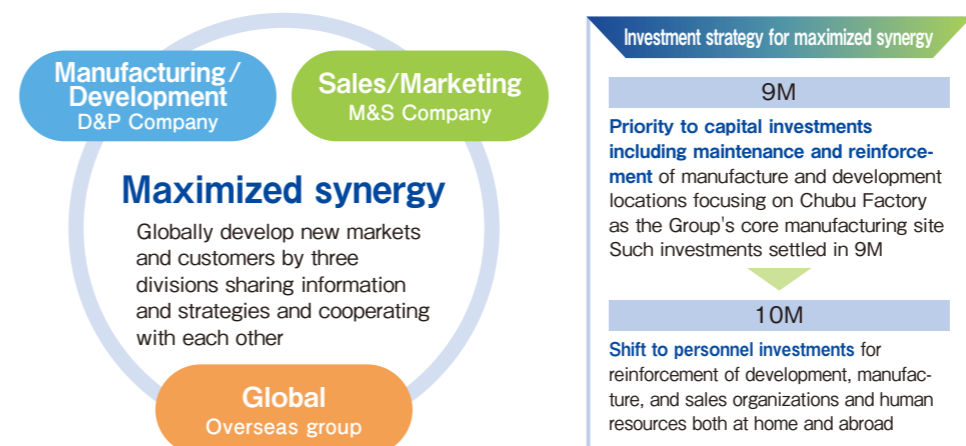 Manufacturing/
Development
D&P Company
Sales/Marketing
M&S Company
Maximized synergy
Globally develop new markets
and customers by three
divisions sharing information
and strategies and cooperating
with each other
Global
Overseas group
Investment strategy for maximized synergy
9M
Priority to capital investments
including maintenance and reinforce-
ment of manufacture and development
locations focusing on Chubu Factory
as the Group's core manufacturing site
Such investments settled in 9M
10M
Shift to personnel investments for
reinforcement of development, manufac-
ture, and sales organizations and human
resources both at home and abroad